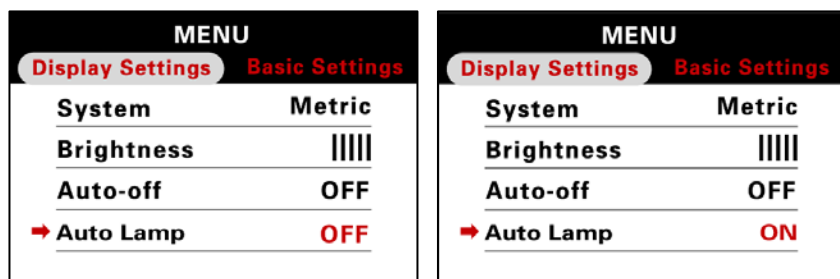 MENU
Display Settings Basic Settings
System Metric
Brightness |||||
Auto-off OFF
Auto Lamp OFF
MENU
Display Settings Basic Settings
System Metric
Brightness |||||
Auto-off OFF
Auto Lamp ON